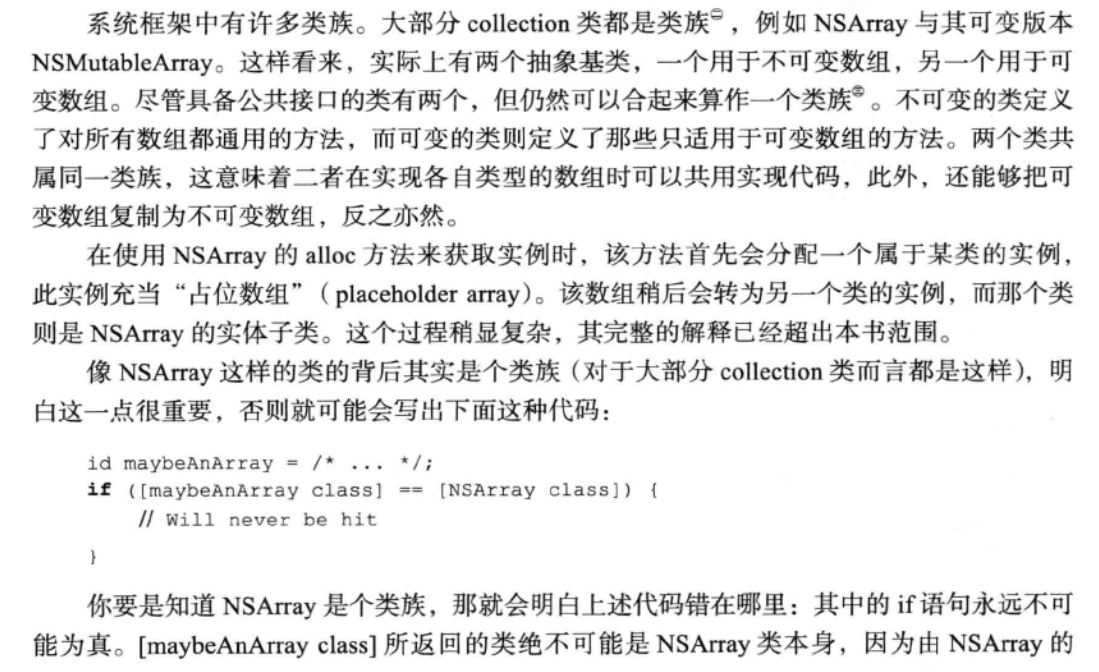 系统框架中有许多类族。大部分 collection 类都是类族㊀，例如 NSArray 与其可变版本
NSMutableArray。这样看来，实际上有两个抽象基类，一个用于不可变数组，另一个用于可
变数组。尽管具备公共接口的类有两个，但仍然可以合起来算作一个类族㊂。不可变的类定义
了对所有数组都通用的方法，而可变的类则定义了那些只适用于可变数组的方法。两个类共
属同一类族，这意味着二者在实现各自类型的数组时可以共用实现代码，此外，还能够把可
变数组复制为不可变数组，反之亦然。
在使用 NSArray 的 alloc 方法来获取实例时，该方法首先会分配一个属于某类的实例，
此实例充当“占位数组”（placeholder array）。该数组稍后会转为另一个类的实例，而那个类
则是 NSArray 的实体子类。这个过程稍显复杂，其完整的解释已经超出本书范围。
像 NSArray 这样的类的背后其实是个类族（对于大部分 collection 类而言都是这样），明
白这一点很重要，否则就可能会写出下面这种代码：
id maybeAnArray = /* ... */;
if ([maybeAnArray class] == [NSArray class]) {
// Will never be hit
}
你要是知道 NSArray 是个类族，那就会明白上述代码错在哪里：其中的 if 语句永远不可
能为真。[maybeAnArray class] 所返回的类绝不可能是 NSArray 类本身，因为由 NSArray 的